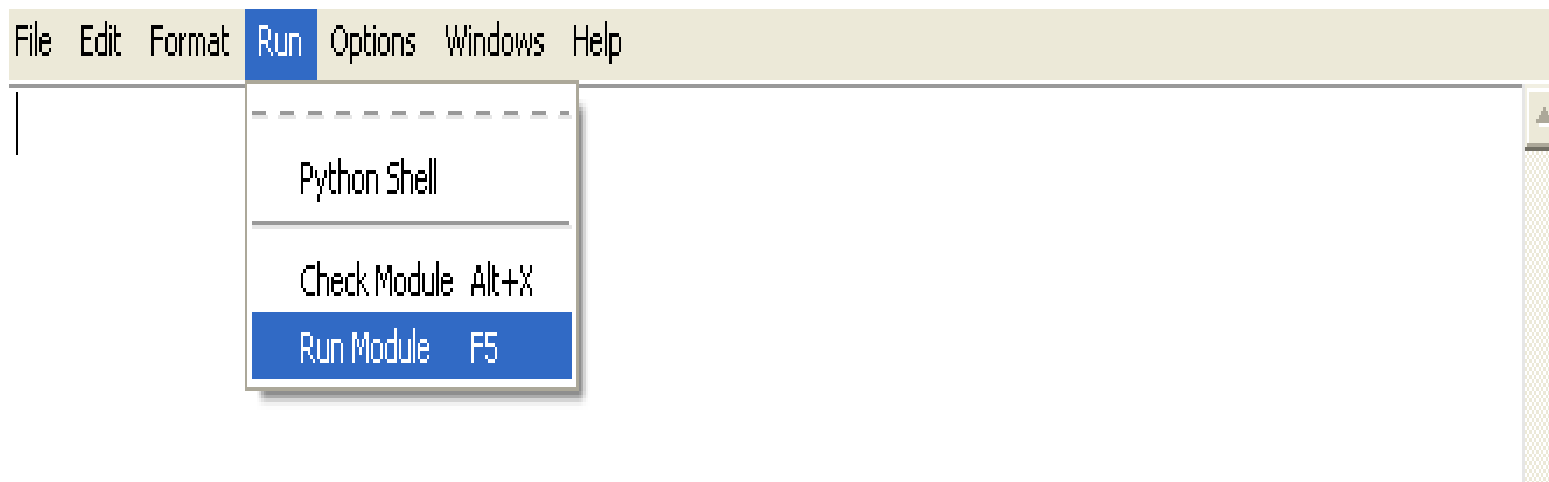 File Edit Format Run Options Windows Help
Python Shell
Check Module Alt+X
Run Module F5